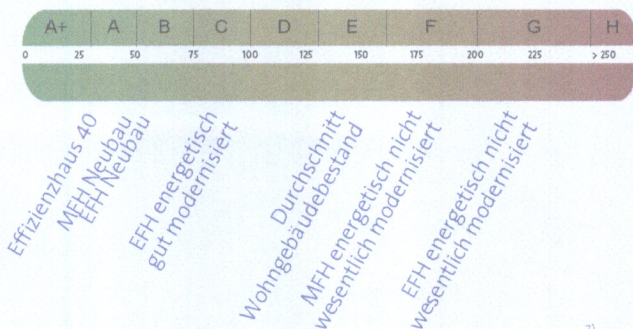 A+ A B C D E F G H
0 25 50 75 100 125 150 175 200 225 > 250
Effizienzhaus 40
MFH Neubau
EFH Neubau
EFH energetisch
gut modernisiert
Durchschnitt
Wohngebäudebestand
MFH energetisch nicht
wesentlich modernisiert
EFH energetisch nicht
wesentlich modernisiert
7)